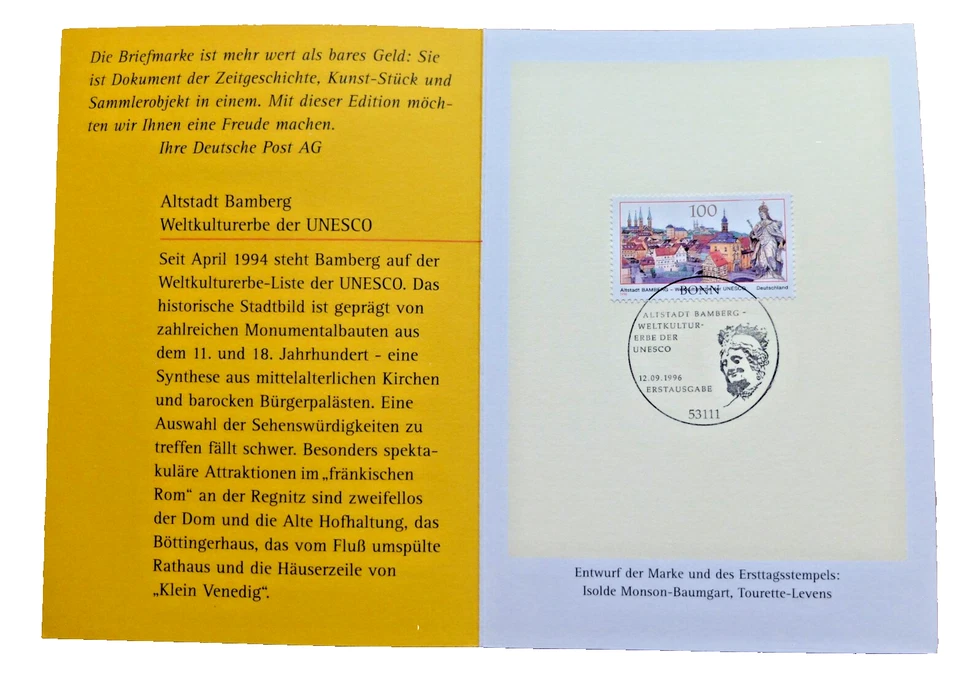 Die Briefmarke ist mehr wert als bares Geld: Sie
ist Dokument der Zeitgeschichte, Kunst-Stück und
Sammlerobjekt in einem. Mit dieser Edition möch-
ten wir Ihnen eine Freude machen.
Ihre Deutsche Post AG
Altstadt Bamberg
Weltkulturerbe der UNESCO
Seit April 1994 steht Bamberg auf der
Weltkulturerbe-Liste der UNESCO. Das
historische Stadtbild ist geprägt von
zahlreichen Monumentalbauten aus
dem 11. und 18. Jahrhundert - eine
Synthese aus mittelalterlichen Kirchen
und barocken Bürgerpalästen. Eine
Auswahl der Sehenswürdigkeiten zu
treffen fällt schwer. Besonders spekta-
kuläre Attraktionen im „fränkischen
Rom“ an der Regnitz sind zweifellos
der Dom und die Alte Hofhaltung, das
Böttingerhaus, das vom Fluß umspülte
Rathaus und die Häuserzeile von
„Klein Venedig“.
100
Altstadt BAMBERG - UNESCO Deutschland
BONN
ALTSTADT BAMBERG -
WELTKULTUR-
ERBE DER
UNESCO
12.09.1996
ERSTAUSGABE
53111
Entwurf der Marke und des Ersttagsstempels:
Isolde Monson-Baumgart, Tourette-Levens